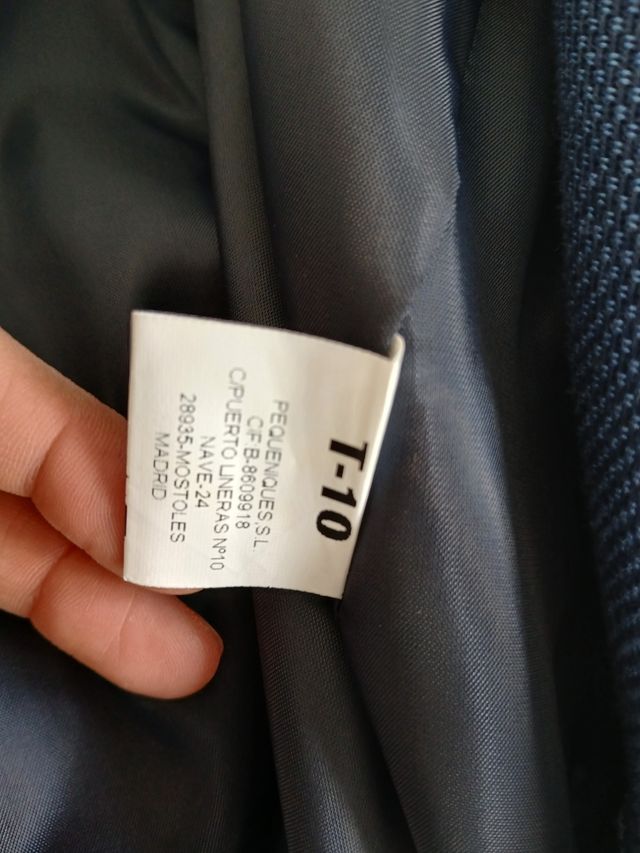 T-10
PEQUENIQUES,S.L.
CIF.B-8609918
C/PUERTO LINERAS Nº10
NAVE-24
28935-MOSTOLES
MADRID